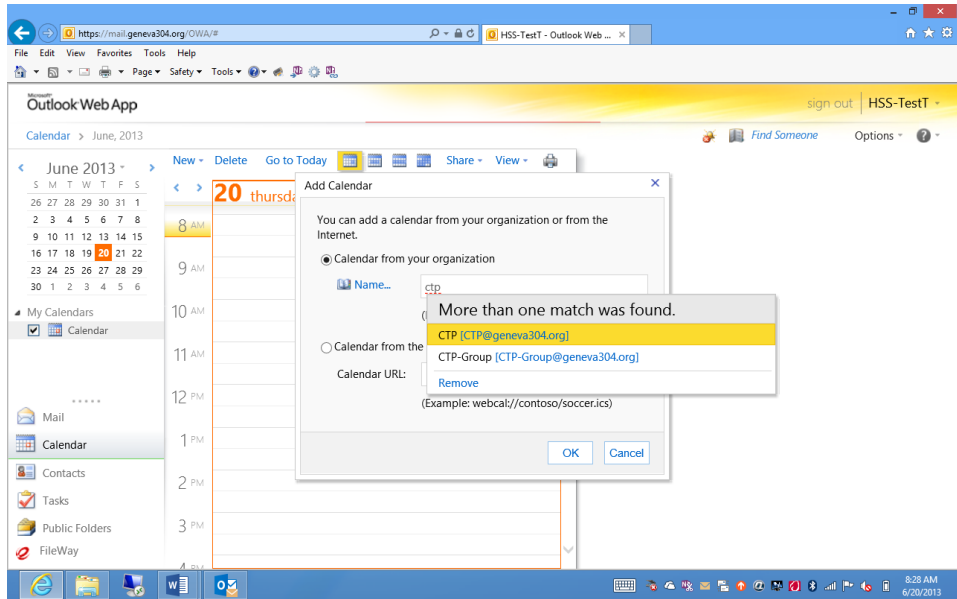 https://mail.geneva304.org/OWA/#
HSS-TestT - Outlook Web ...
File Edit View Favorites Tools Help
Page Safety Tools
Microsoft
Outlook Web App
sign out HSS-TestT
Calendar > June, 2013
Find Someone Options
June 2013
New Delete Go to Today Share View
S M T W T F S
26 27 28 29 30 31 1
2 3 4 5 6 7 8
9 10 11 12 13 14 15
16 17 18 19 20 21 22
23 24 25 26 27 28 29
30 1 2 3 4 5 6
My Calendars
Calendar
Mail
Calendar
Contacts
Tasks
Public Folders
FileWay
20 thursda
8 AM
9 AM
10 AM
11 AM
12 PM
1 PM
2 PM
3 PM
4 PM
Add Calendar
You can add a calendar from your organization or from the
Internet.
Calendar from your organization
Name... ctp
More than one match was found.
CTP [CTP@geneva304.org]
CTP-Group [CTP-Group@geneva304.org]
Remove
Calendar from the
Calendar URL:
(Example: webcal://contoso/soccer.ics)
OK Cancel
8:28 AM
6/20/2013